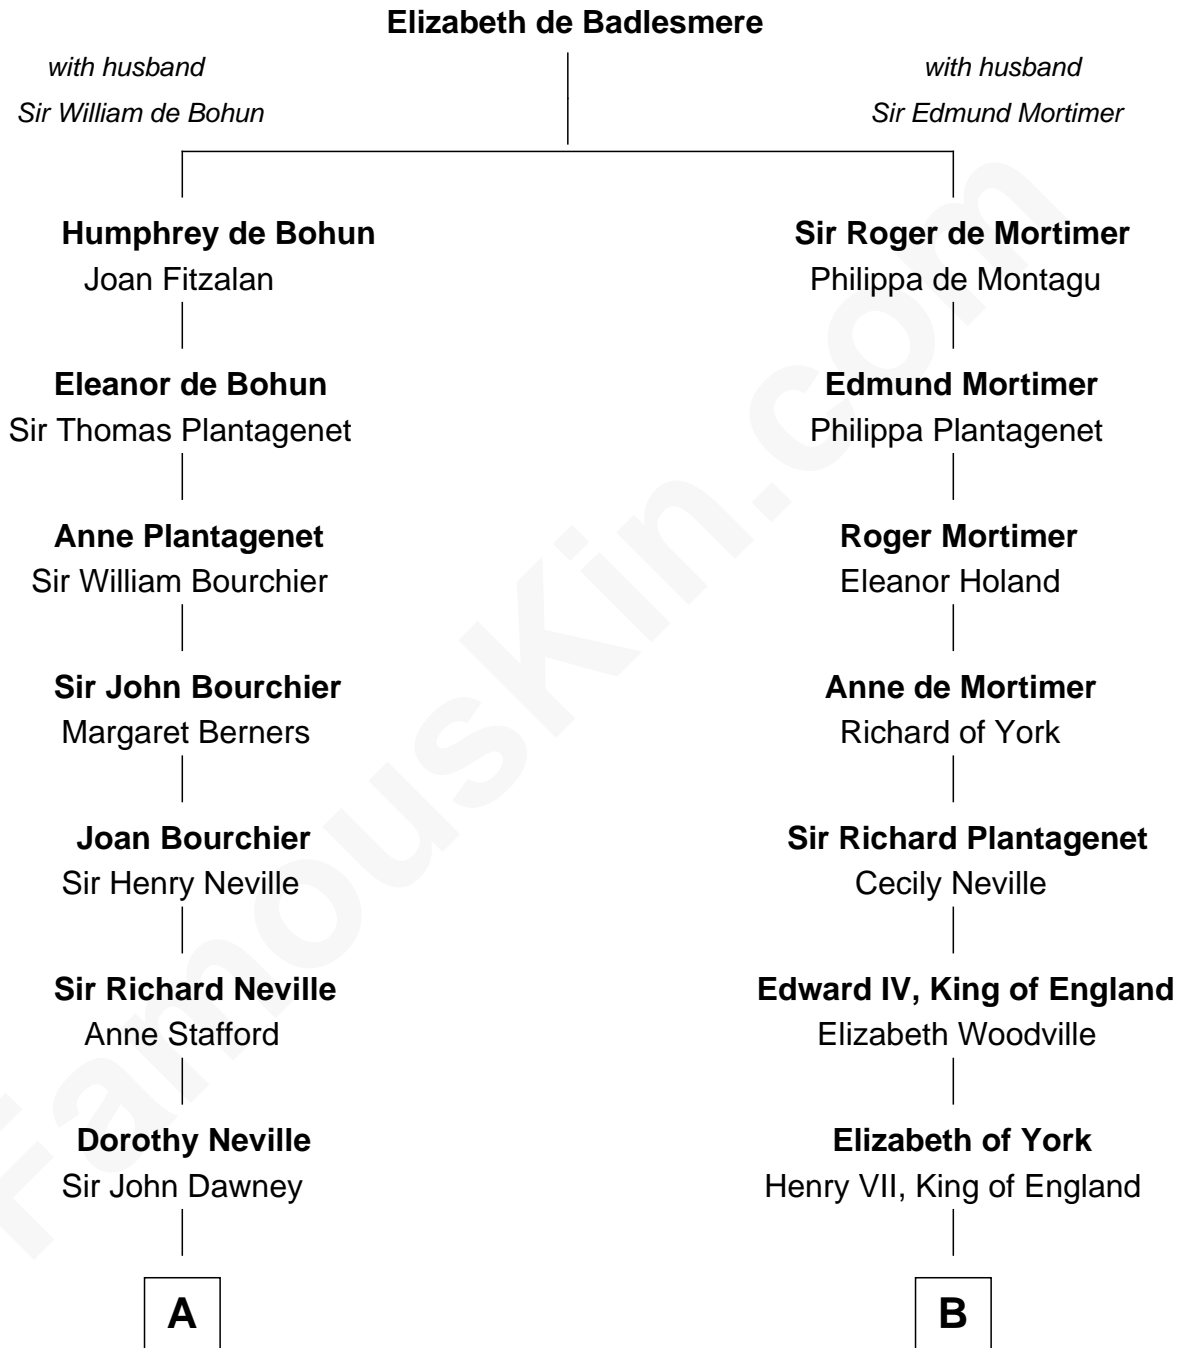 Elizabeth de Badlesmere
with husband
Sir William de Bohun
with husband
Sir Edmund Mortimer
Humphrey de Bohun
Joan Fitzalan
Sir Roger de Mortimer
Philippa de Montagu
Eleanor de Bohun
Sir Thomas Plantagenet
Edmund Mortimer
Philippa Plantagenet
Anne Plantagenet
Sir William Bourchier
Roger Mortimer
Eleanor Holand
Sir John Bourchier
Margaret Berners
Anne de Mortimer
Richard of York
Joan Bourchier
Sir Henry Neville
Sir Richard Plantagenet
Cecily Neville
Sir Richard Neville
Anne Stafford
Edward IV, King of England
Elizabeth Woodville
Dorothy Neville
Sir John Dawney
Elizabeth of York
Henry VII, King of England
A
B
FamousKin.com